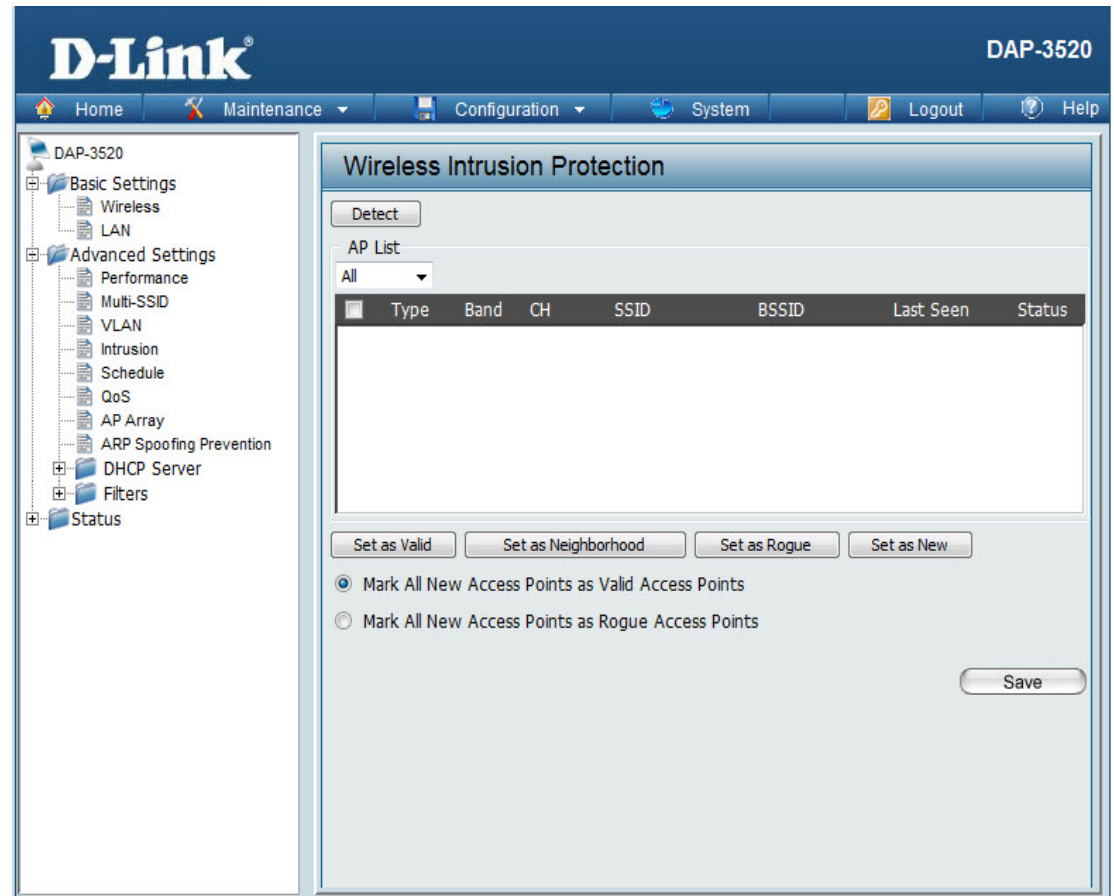 D-Link®
DAP-3520
Home Maintenance Configuration System Logout Help
DAP-3520
Basic Settings
Wireless
LAN
Advanced Settings
Performance
Multi-SSID
VLAN
Intrusion
Schedule
QoS
AP Array
ARP Spoofing Prevention
DHCP Server
Filters
Status
Wireless Intrusion Protection
Detect
AP List
All
Type Band CH SSID BSSID Last Seen Status
Set as Valid Set as Neighborhood Set as Rogue Set as New
Mark All New Access Points as Valid Access Points
Mark All New Access Points as Rogue Access Points
Save